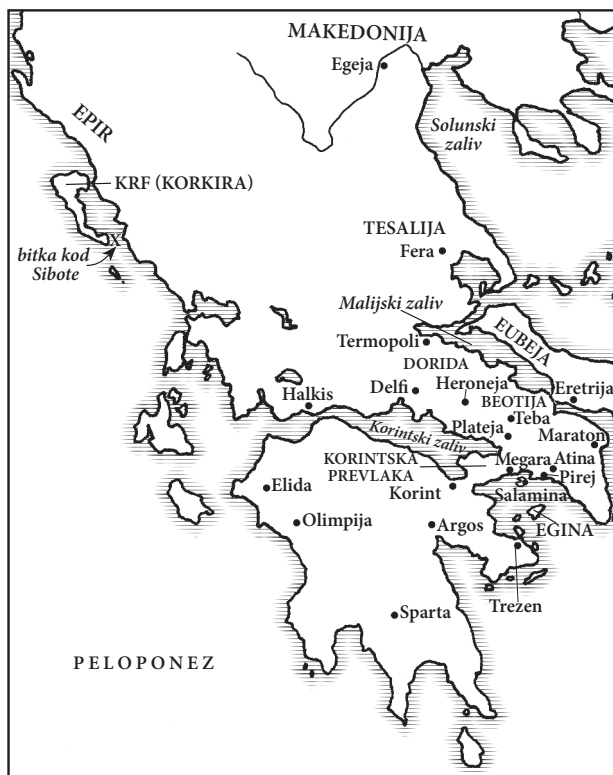 MAKEDONIJA
Egeja
Solunski
zaliv
EPIR
KRF (KORKIRA)
X
bitka kod
Sibote
TESALIJA
Fera
Malijski zaliv
EUBEJA
Termopoli
DORIDA
Delfi
Heroneja
Eretrija
BEOTIJA
Halkis
Teba
Plateja
Maraton
Korintski zaliv
KORINTSKA
PREVLAKA
Megara
Atina
Pirej
Korint
Salamina
Elida
EGINA
Olimpija
Argos
Trezen
Sparta
PELOPONEZ